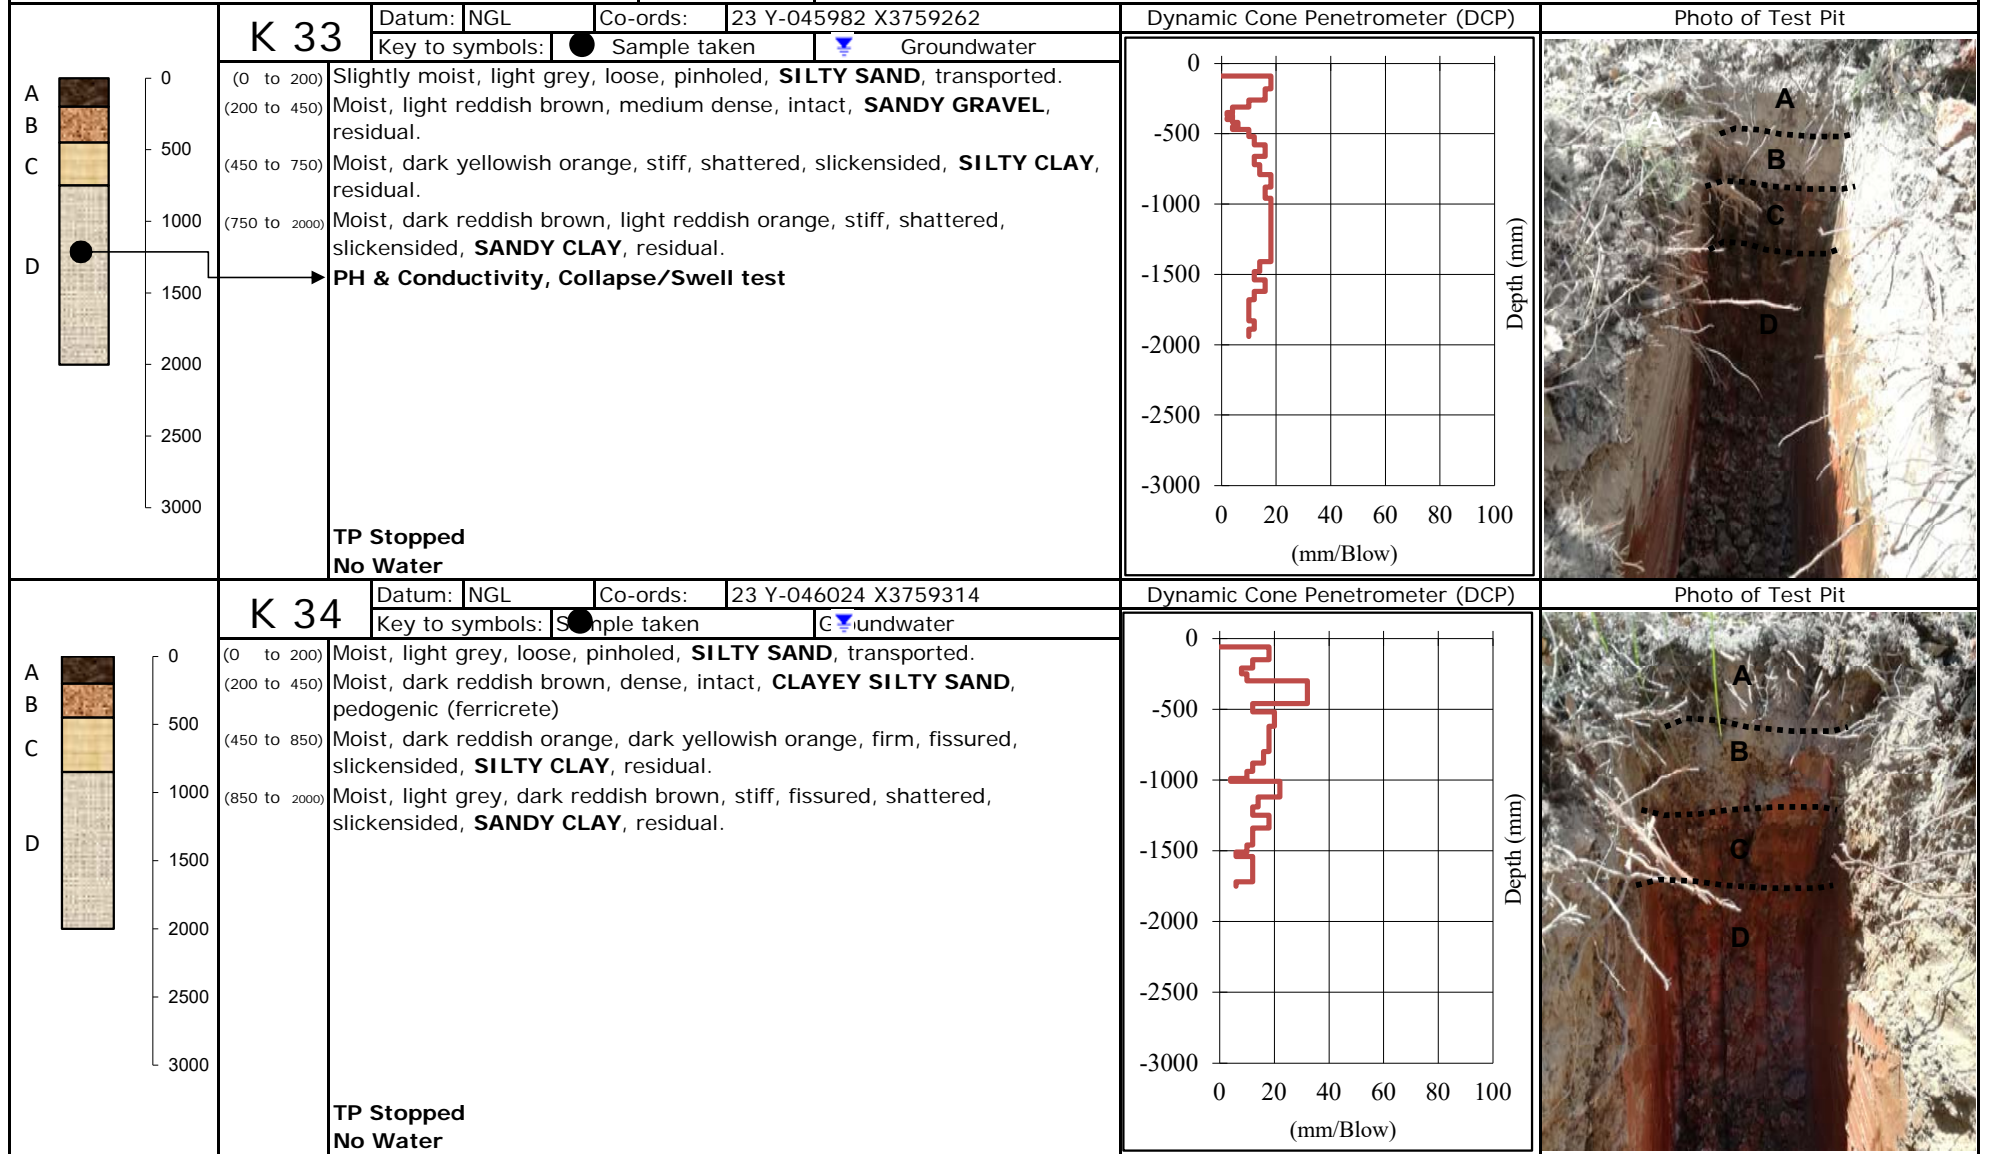 K 33
Datum: NGL Co-ords: 23 Y-045982 X3759262
Key to symbols: Sample taken Groundwater
Dynamic Cone Penetrometer (DCP)
Photo of Test Pit
A
B
C
D
0
500
1000
1500
2000
2500
3000
(0 to 200) Slightly moist, light grey, loose, pinholed, SILTY SAND, transported.
(200 to 450) Moist, light reddish brown, medium dense, intact, SANDY GRAVEL,
residual.
(450 to 750) Moist, dark yellowish orange, stiff, shattered, slickensided, SILTY CLAY,
residual.
(750 to 2000) Moist, dark reddish brown, light reddish orange, stiff, shattered,
slickensided, SANDY CLAY, residual.
PH & Conductivity, Collapse/Swell test
TP Stopped
No Water
0
-500
-1000
-1500
-2000
-2500
-3000
0 20 40 60 80 100
(mm/Blow)
Depth (mm)
A
A
B
C
D
K 34
Datum: NGL Co-ords: 23 Y-046024 X3759314
Key to symbols: S mple taken G undwater
Dynamic Cone Penetrometer (DCP)
Photo of Test Pit
A
B
C
D
0
500
1000
1500
2000
2500
3000
(0 to 200) Moist, light grey, loose, pinholed, SILTY SAND, transported.
(200 to 450) Moist, dark reddish brown, dense, intact, CLAYEY SILTY SAND,
pedogenic (ferricrete)
(450 to 850) Moist, dark reddish orange, dark yellowish orange, firm, fissured,
slickensided, SILTY CLAY, residual.
(850 to 2000) Moist, light grey, dark reddish brown, stiff, fissured, shattered,
slickensided, SANDY CLAY, residual.
TP Stopped
No Water
0
-500
-1000
-1500
-2000
-2500
-3000
0 20 40 60 80 100
(mm/Blow)
Depth (mm)
A
B
C
D